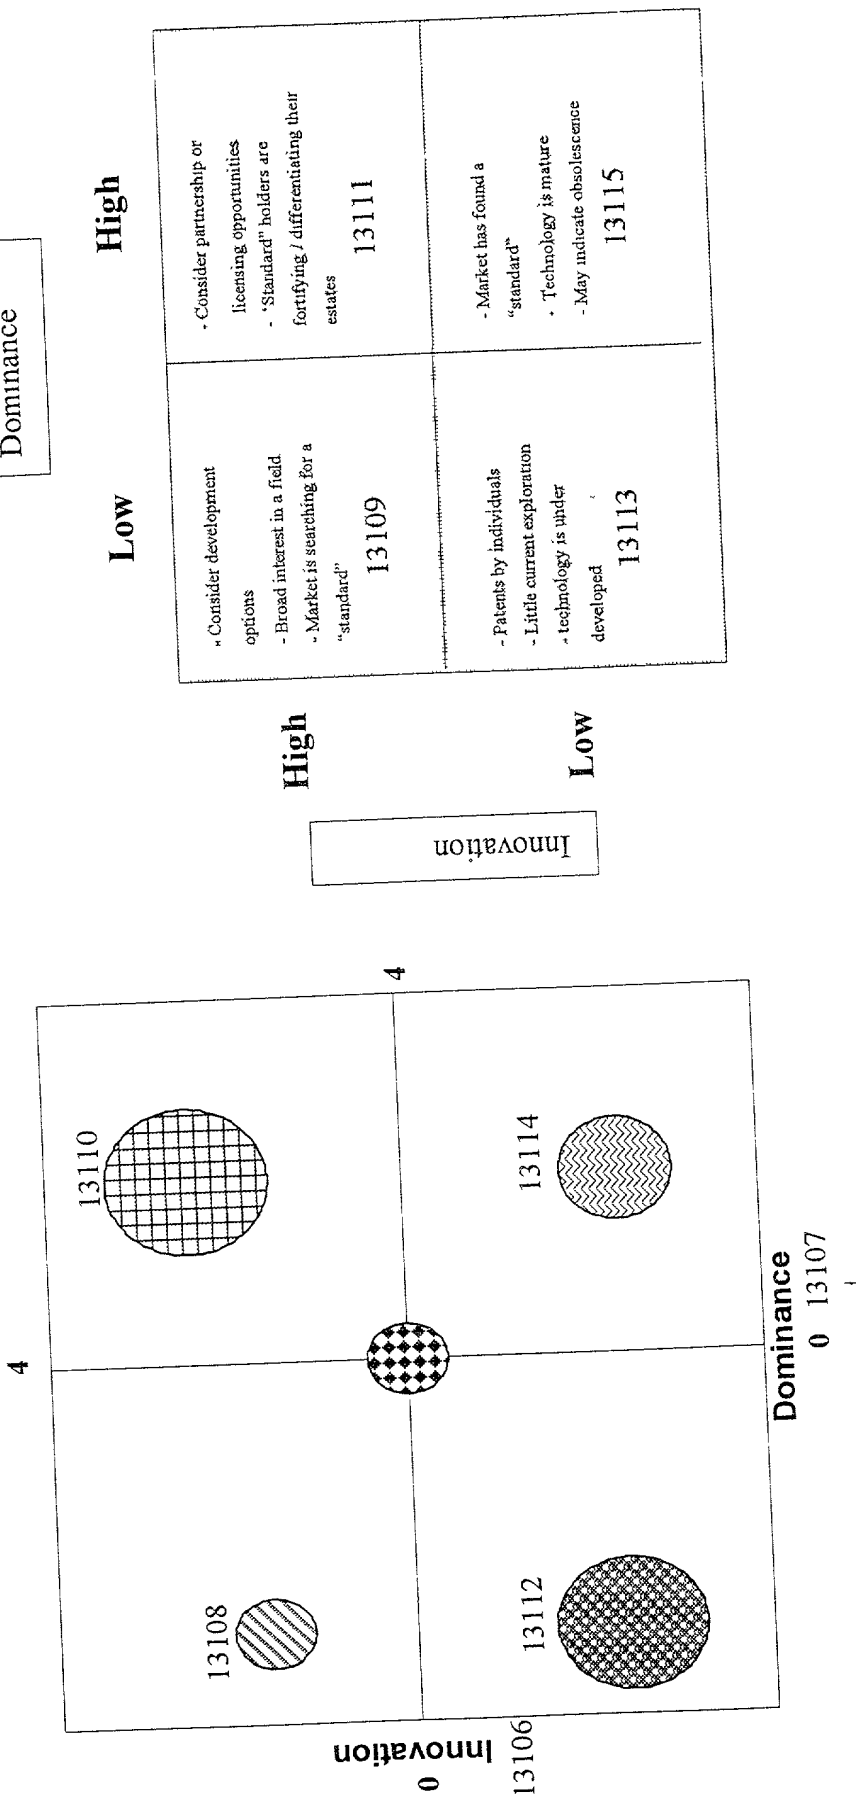 4
13108
13110
Innovation
0
4
13106
13112
13114
Dominance
0 13107
Dominance
Low
High
Innovation
High
Low
- Consider development
options
- Broad interest in a field
- Market is searching for a
“standard”
13109
- Consider partnership or
licensing opportunities
- ‘Standard” holders are
fortifying / differentiating their
estates
13111
- Patents by individuals
- Little current exploration
- technology is under
developed
13113
- Market has found a
“standard”
- Technology is mature
- May indicate obsolescence
13115